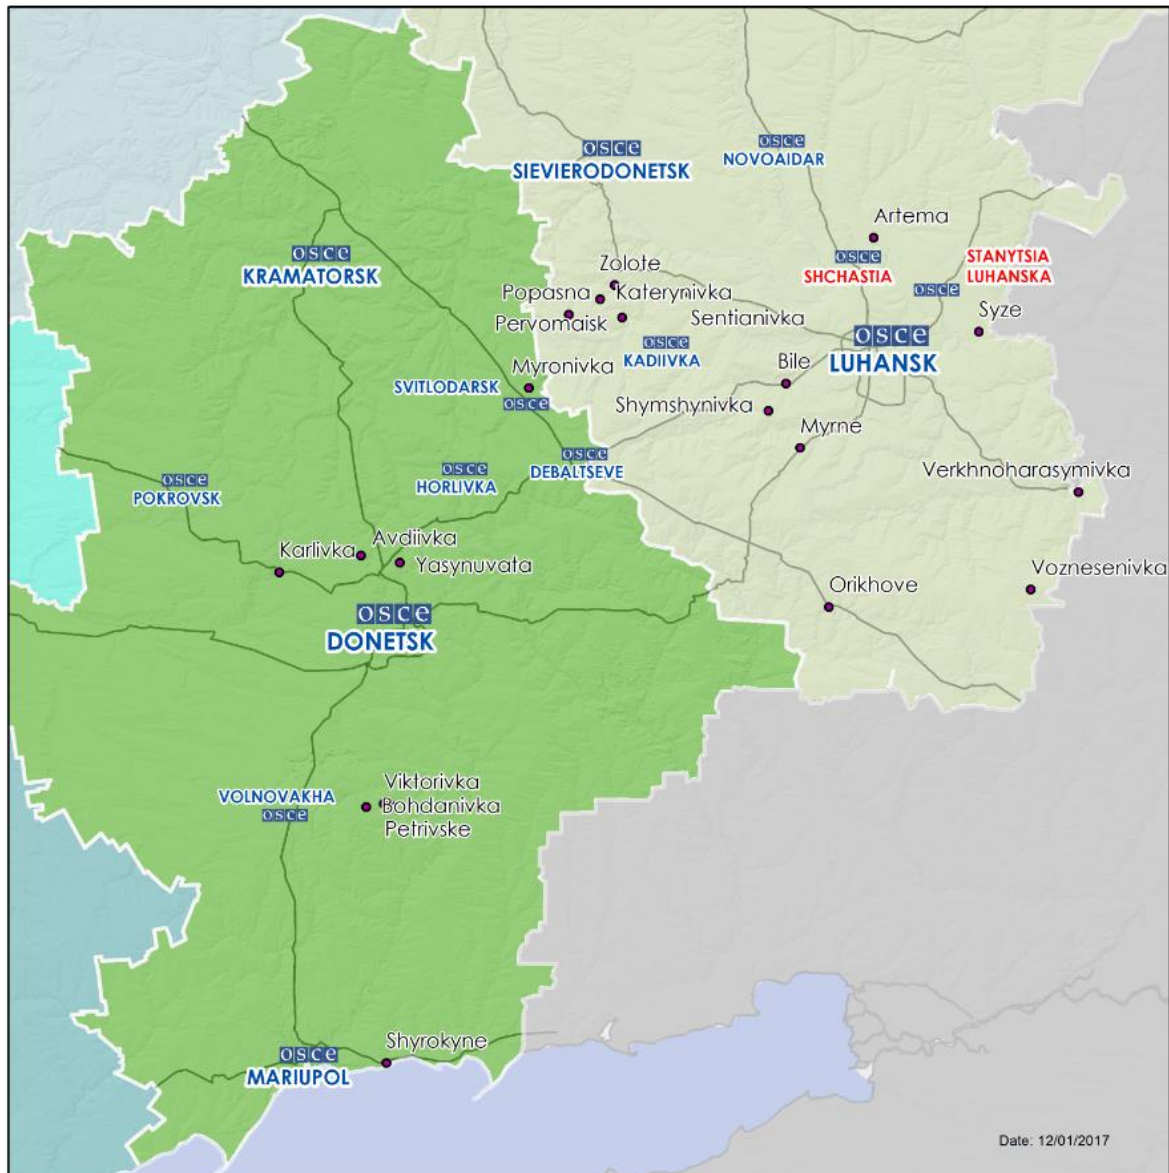 osce
SIEVIERODONETSK
osce
NOVOAIDAR
Artema
osce
KRAMATORSK
osce
SHCHASTIA
STANYTSIA
LUHANSKA
osce
Zolote
Popasna
Katerynivka
Pervomaisk
Sentianivka
Syze
osce
KADIIVKA
osce
LUHANSK
Myronivka
SVITLODARSK
osce
Bile
Shymshynivka
Myrne
osce
DEBALTSEVE
osce
HORLIVKA
osce
POKROVSK
Verkhnoharasymivka
Karlivka
Avdiivka
Yasynuvata
Orikhove
Voznesenivka
osce
DONETSK
Viktorivka
Bohdanivka
Petrivske
VOLNOVAKHA
osce
Shyrokyne
osce
MARIUPOL
Date: 12/01/2017